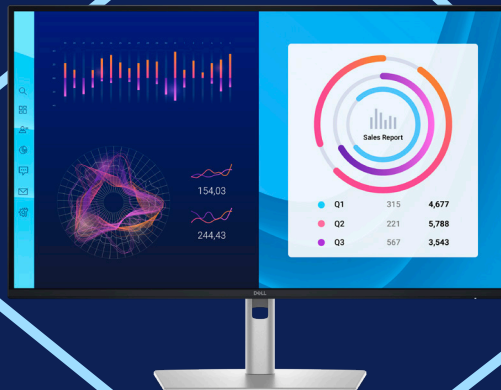 154,03
244,43
Sales Report
Q1 315 4,677
Q2 221 5,788
Q3 567 3,543
DELL